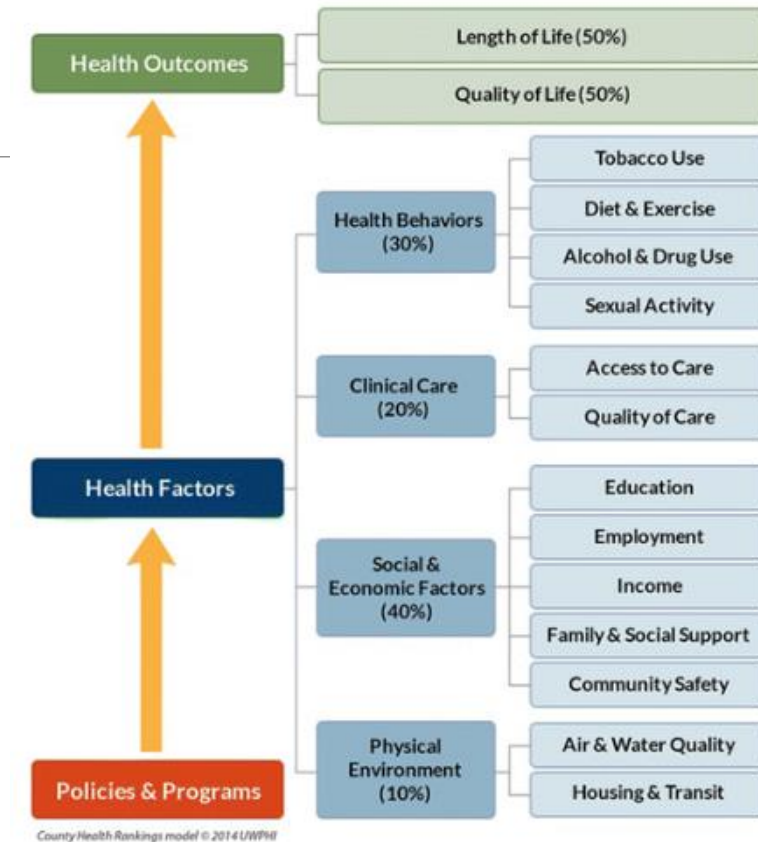 Health Outcomes
Length of Life (50%)
Quality of Life (50%)
Health Behaviors
(30%)
Tobacco Use
Diet & Exercise
Alcohol & Drug Use
Sexual Activity
Clinical Care
(20%)
Access to Care
Quality of Care
Health Factors
Social &
Economic Factors
(40%)
Education
Employment
Income
Family & Social Support
Community Safety
Physical
Environment
(10%)
Air & Water Quality
Housing & Transit
Policies & Programs
County Health Rankings model © 2014 UWPHI